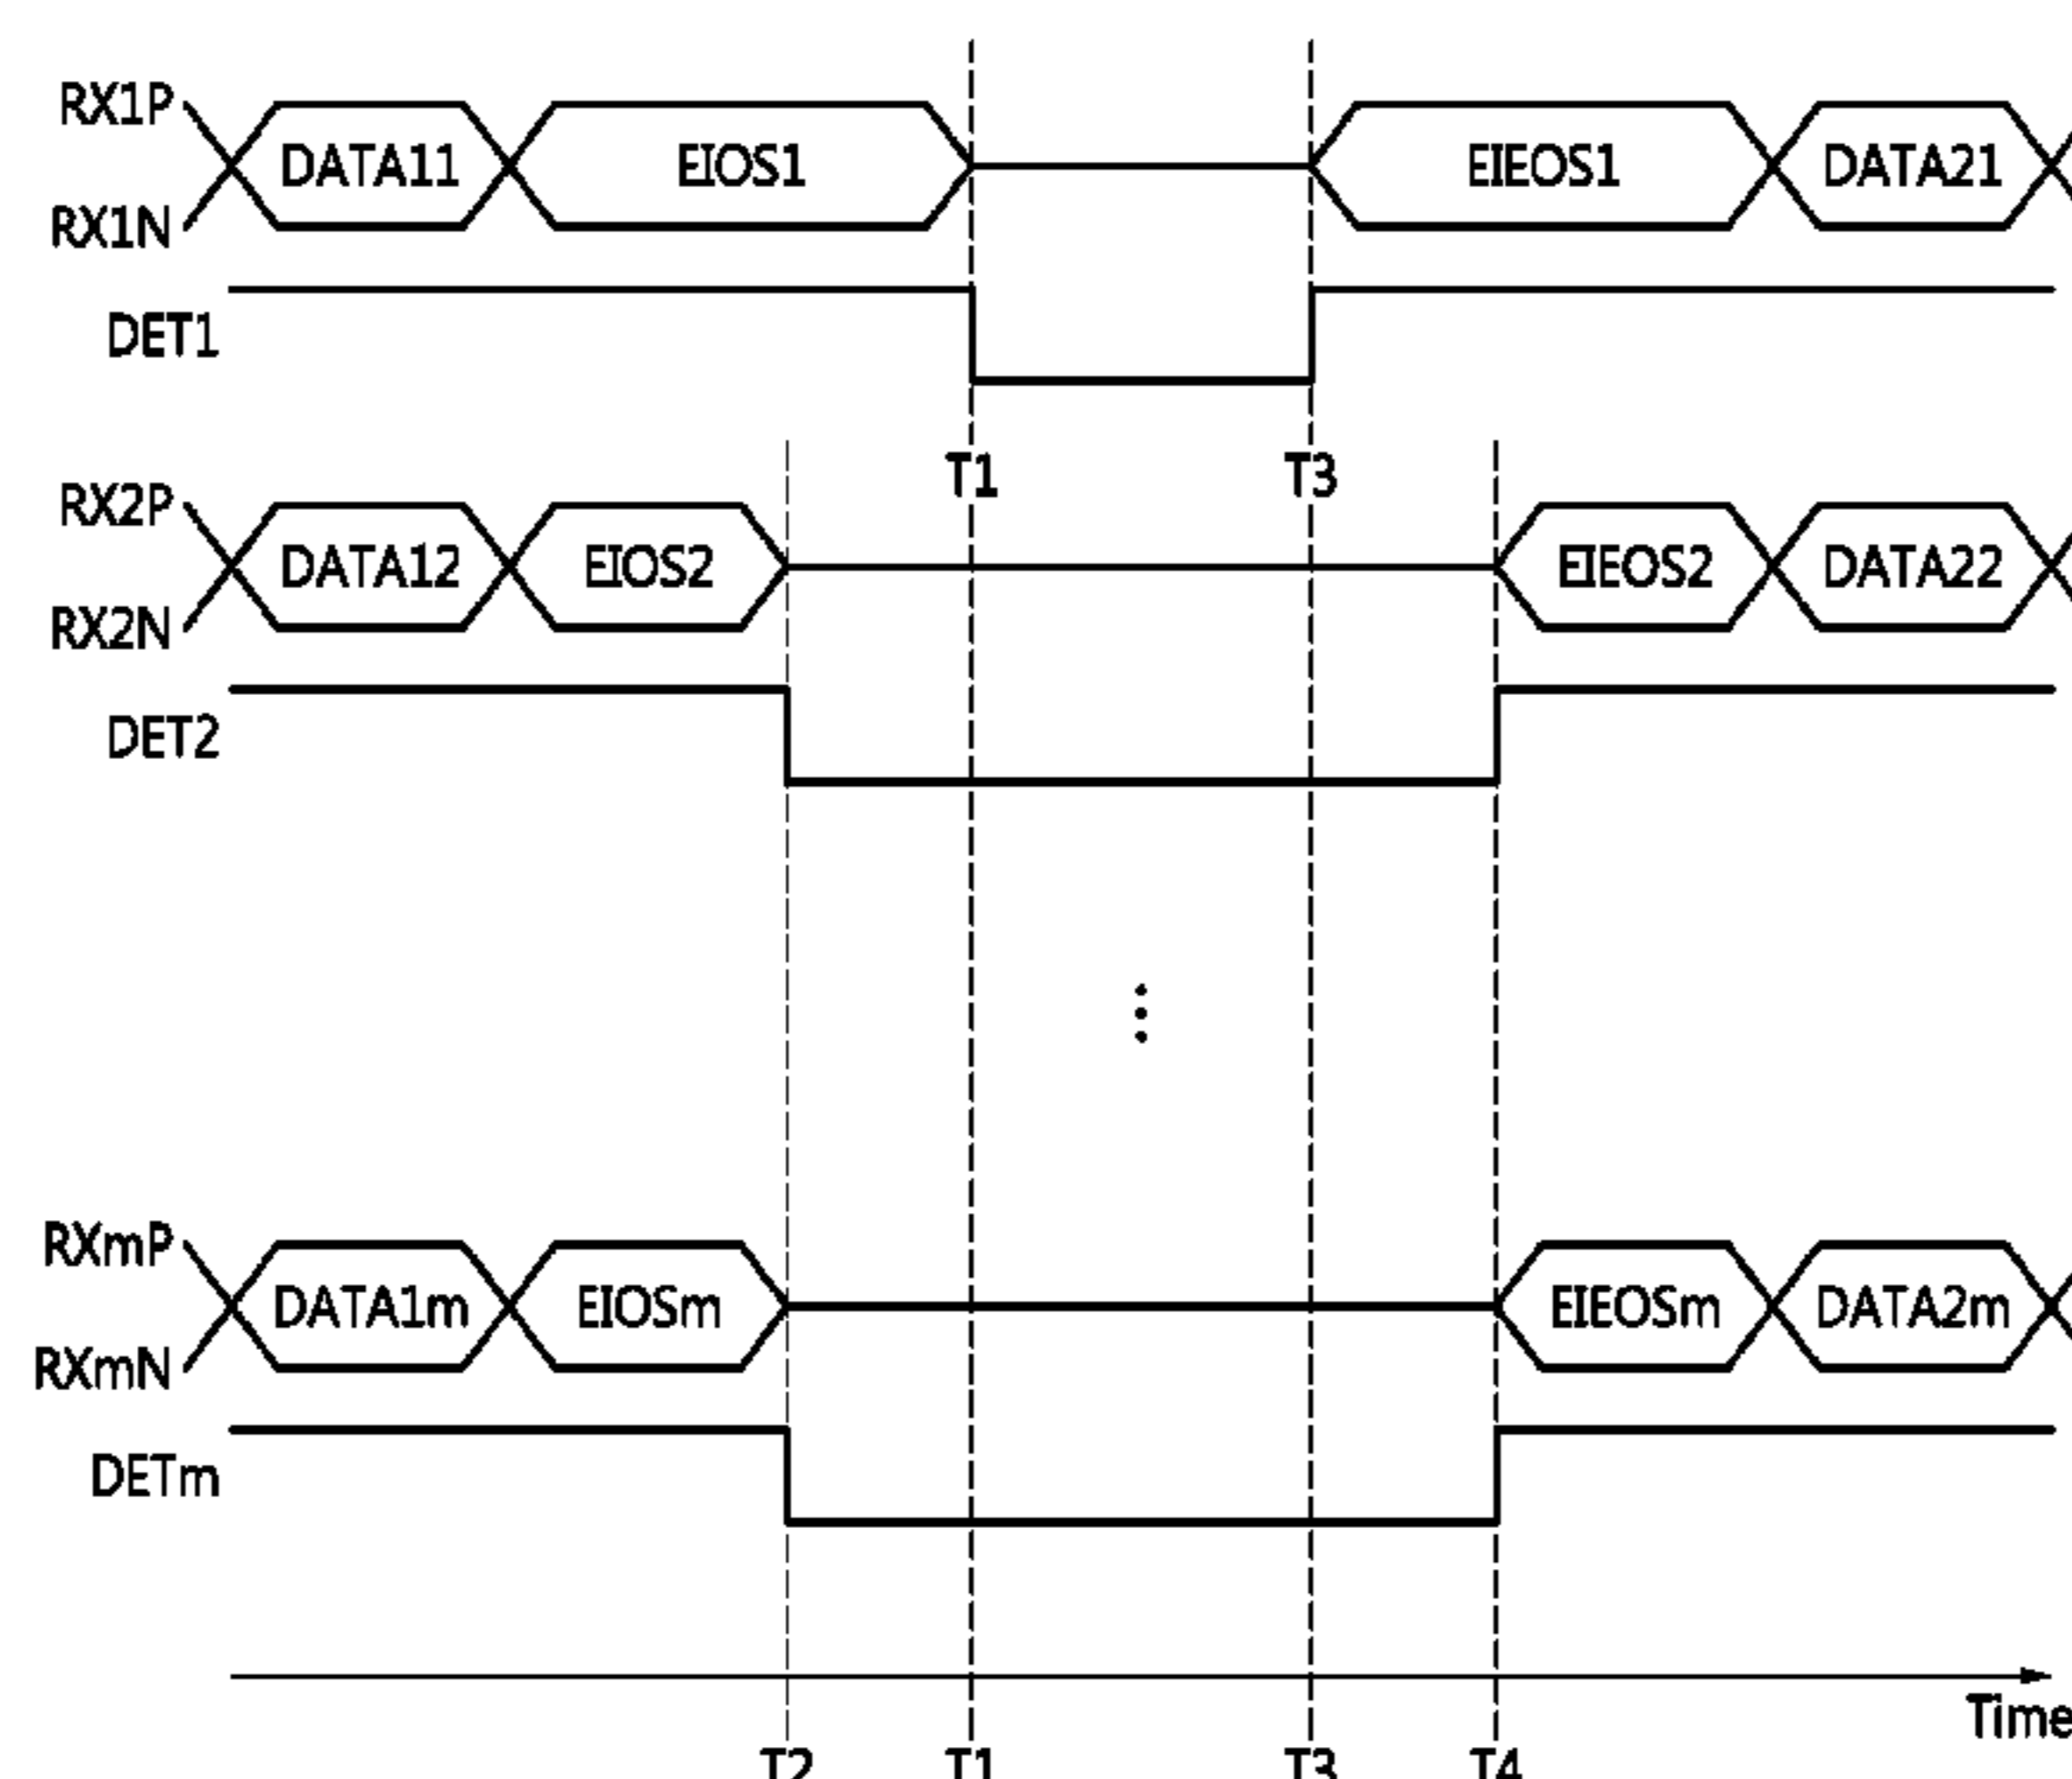 RX1P
DATA11 EIOS1 EIEOS1 DATA21
RX1N
DET1
T1 T3
RX2P
DATA12 EIOS2 EIEOS2 DATA22
RX2N
DET2
RXmP
DATA1m EIOSm EIEOSm DATA2m
RXmN
DETm
Time
T2 T1 T3 T4